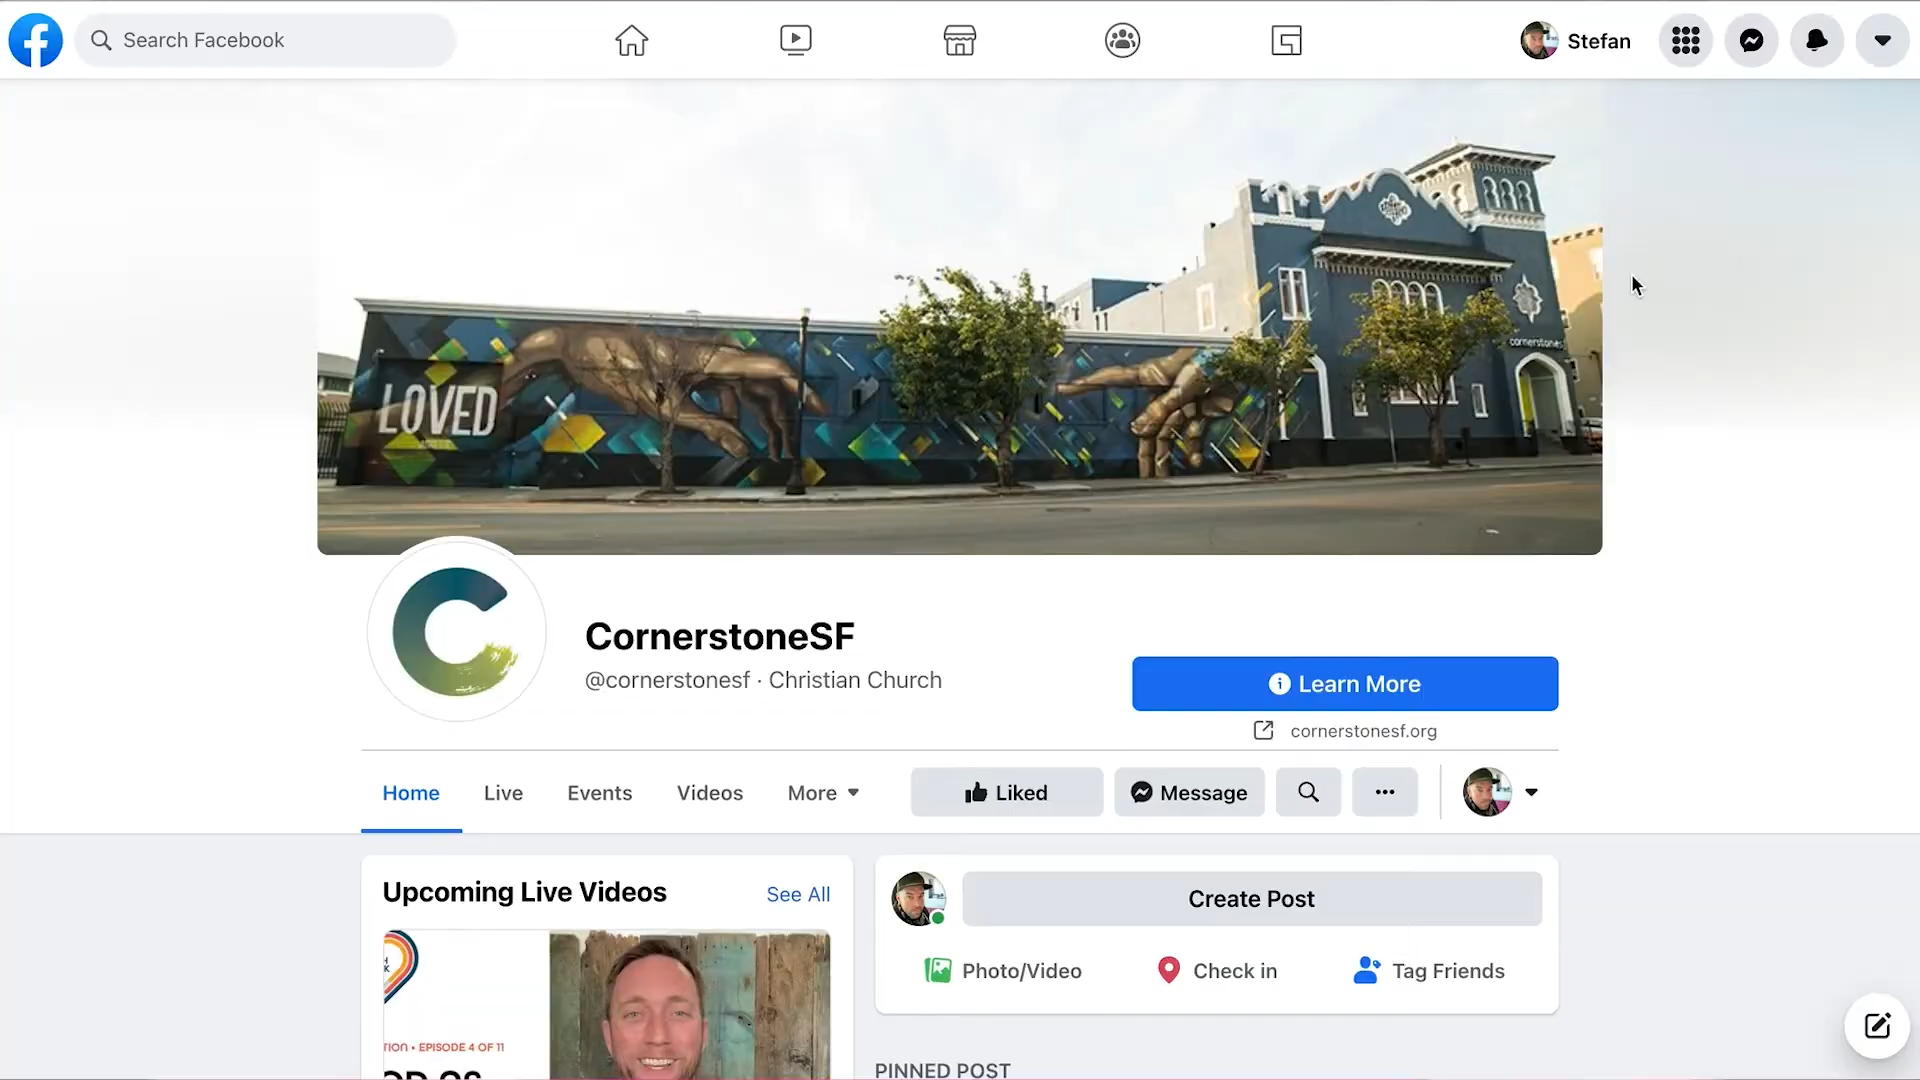 Search Facebook
Stefan
LOVED
cornerstone
CornerstoneSF
@cornerstonesf · Christian Church
Learn More
cornerstonesf.org
Home
Live
Events
Videos
More
Liked
Message
Upcoming Live Videos
See All
Create Post
Photo/Video
Check in
Tag Friends
TION • EPISODE 4 OF 11
PINNED POST